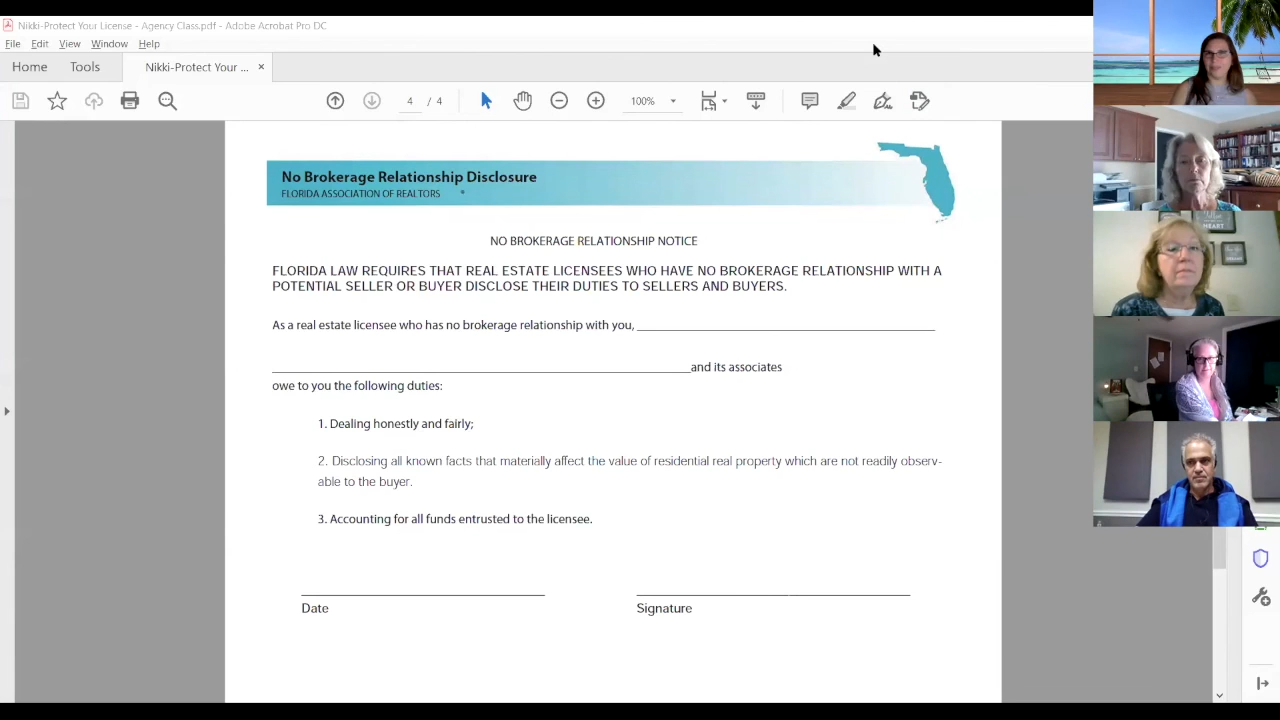 Nikki-Protect Your License - Agency Class.pdf - Adobe Acrobat Pro DC
File Edit View Window Help
Home Tools Nikki-Protect Your ... ×
4 / 100%
No Brokerage Relationship Disclosure
FLORIDA ASSOCIATION OF REALTORS ®
NO BROKERAGE RELATIONSHIP NOTICE
FLORIDA LAW REQUIRES THAT REAL ESTATE LICENSEES WHO HAVE NO BROKERAGE RELATIONSHIP WITH A
POTENTIAL SELLER OR BUYER DISCLOSE THEIR DUTIES TO SELLERS AND BUYERS.
As a real estate licensee who has no brokerage relationship with you,
and its associates
owe to you the following duties:
1. Dealing honestly and fairly;
2. Disclosing all known facts that materially affect the value of residential real property which are not readily observ-
able to the buyer.
3. Accounting for all funds entrusted to the licensee.
Date Signature
HEART